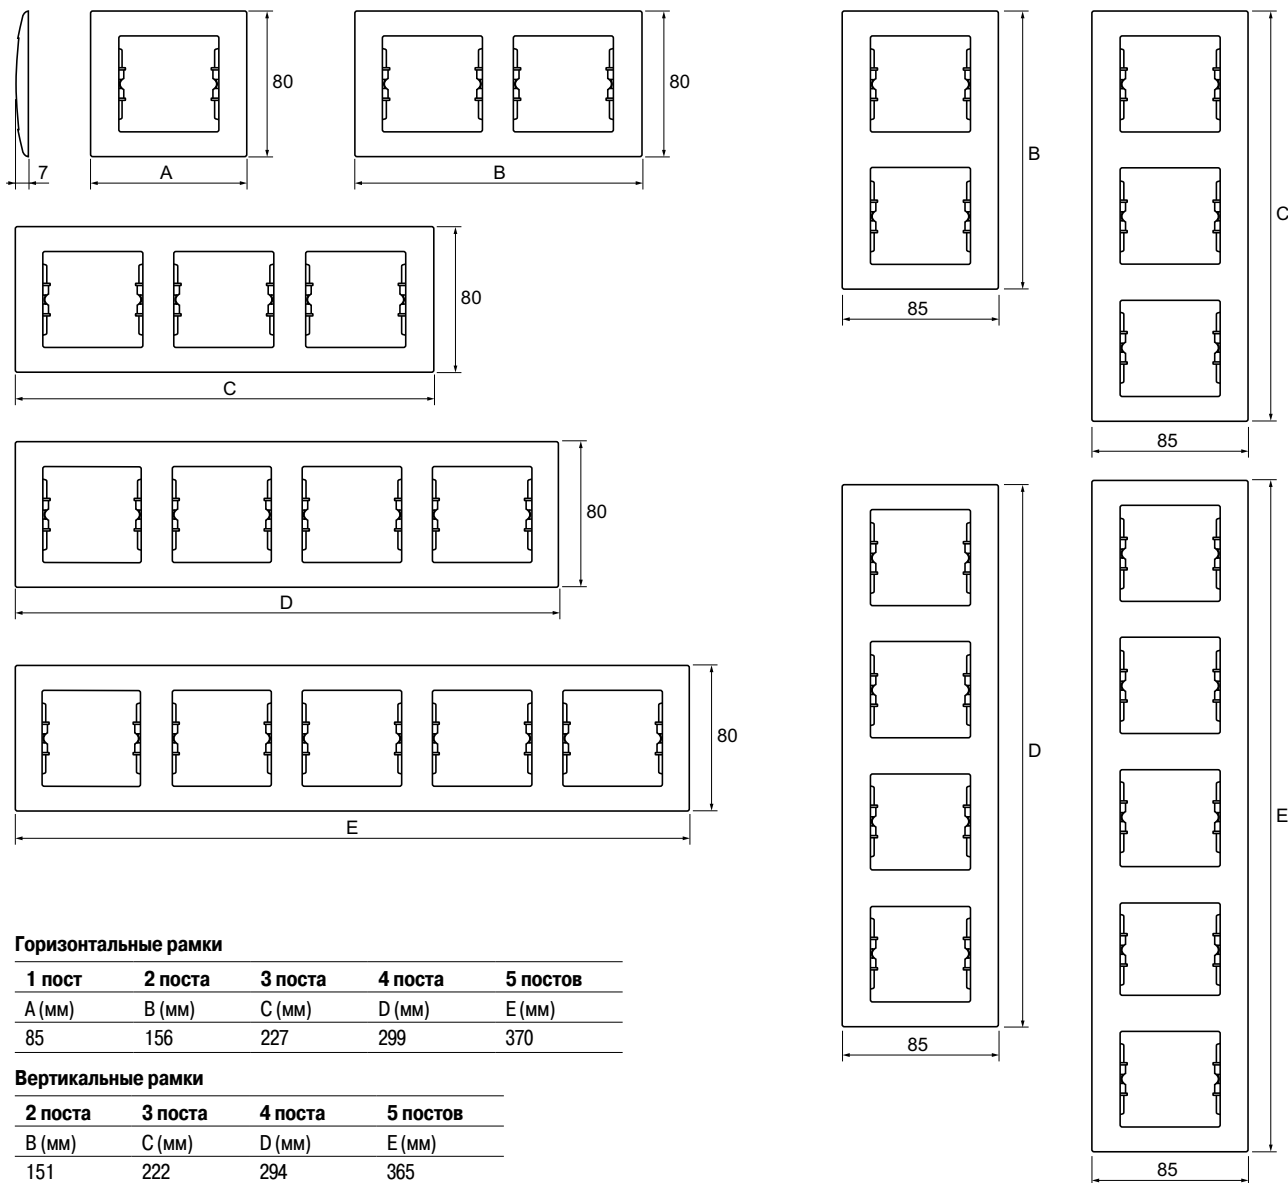 80
7
A
80
B
B
85
C
85
80
C
80
D
80
E
D
85
E
85
Горизонтальные рамки
1 пост 2 поста 3 поста 4 поста 5 постов
A (мм) B (мм) C (мм) D (мм) E (мм)
85 156 227 299 370
Вертикальные рамки
2 поста 3 поста 4 поста 5 постов
B (мм) C (мм) D (мм) E (мм)
151 222 294 365